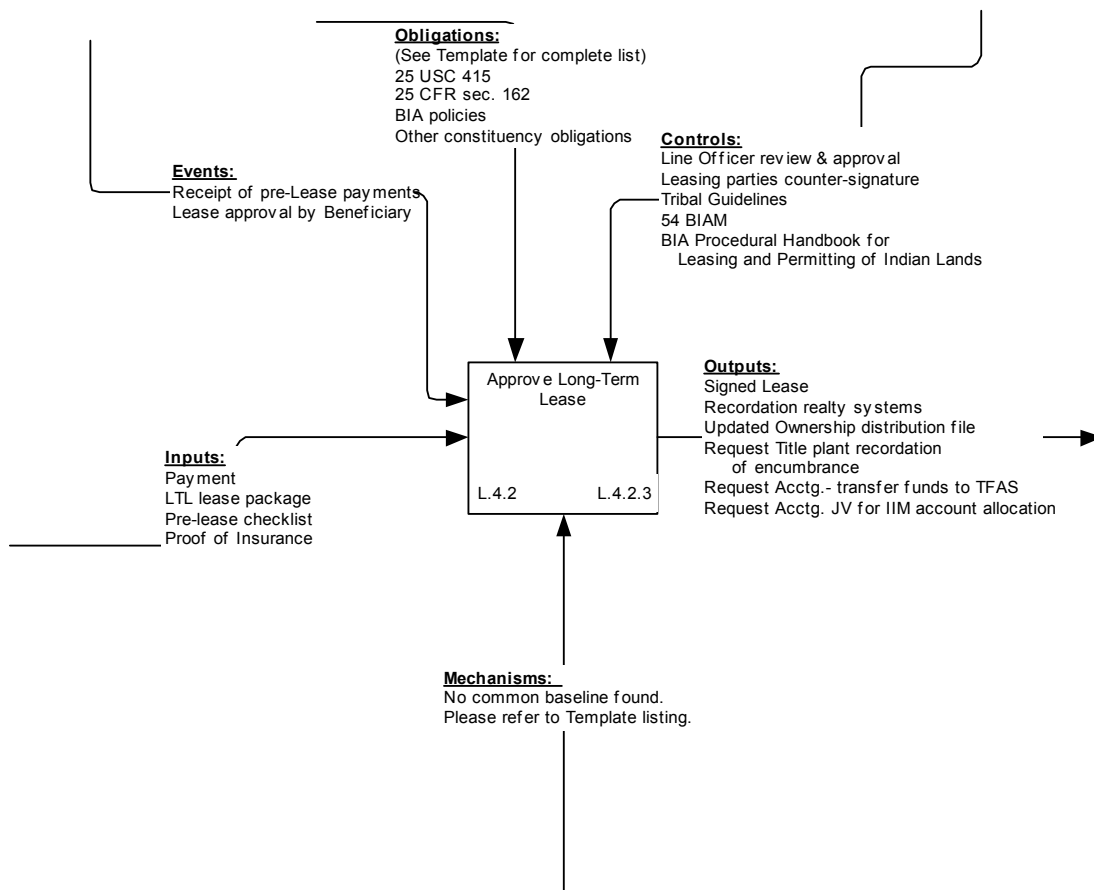 Obligations:
(See Template for complete list)
25 USC 415
25 CFR sec. 162
BIA policies
Other constituency obligations
Controls:
Line Officer review & approval
Leasing parties counter-signature
Tribal Guidelines
54 BIAM
BIA Procedural Handbook for
Leasing and Permitting of Indian Lands
Events:
Receipt of pre-Lease payments
Lease approval by Beneficiary
Approve Long-Term
Lease
L.4.2 L.4.2.3
Outputs:
Signed Lease
Recordation realty systems
Updated Ownership distribution file
Request Title plant recordation
of encumbrance
Request Acctg.- transfer funds to TFAS
Request Acctg. JV for IIM account allocation
Inputs:
Payment
LTL lease package
Pre-lease checklist
Proof of Insurance
Mechanisms:
No common baseline found.
Please refer to Template listing.